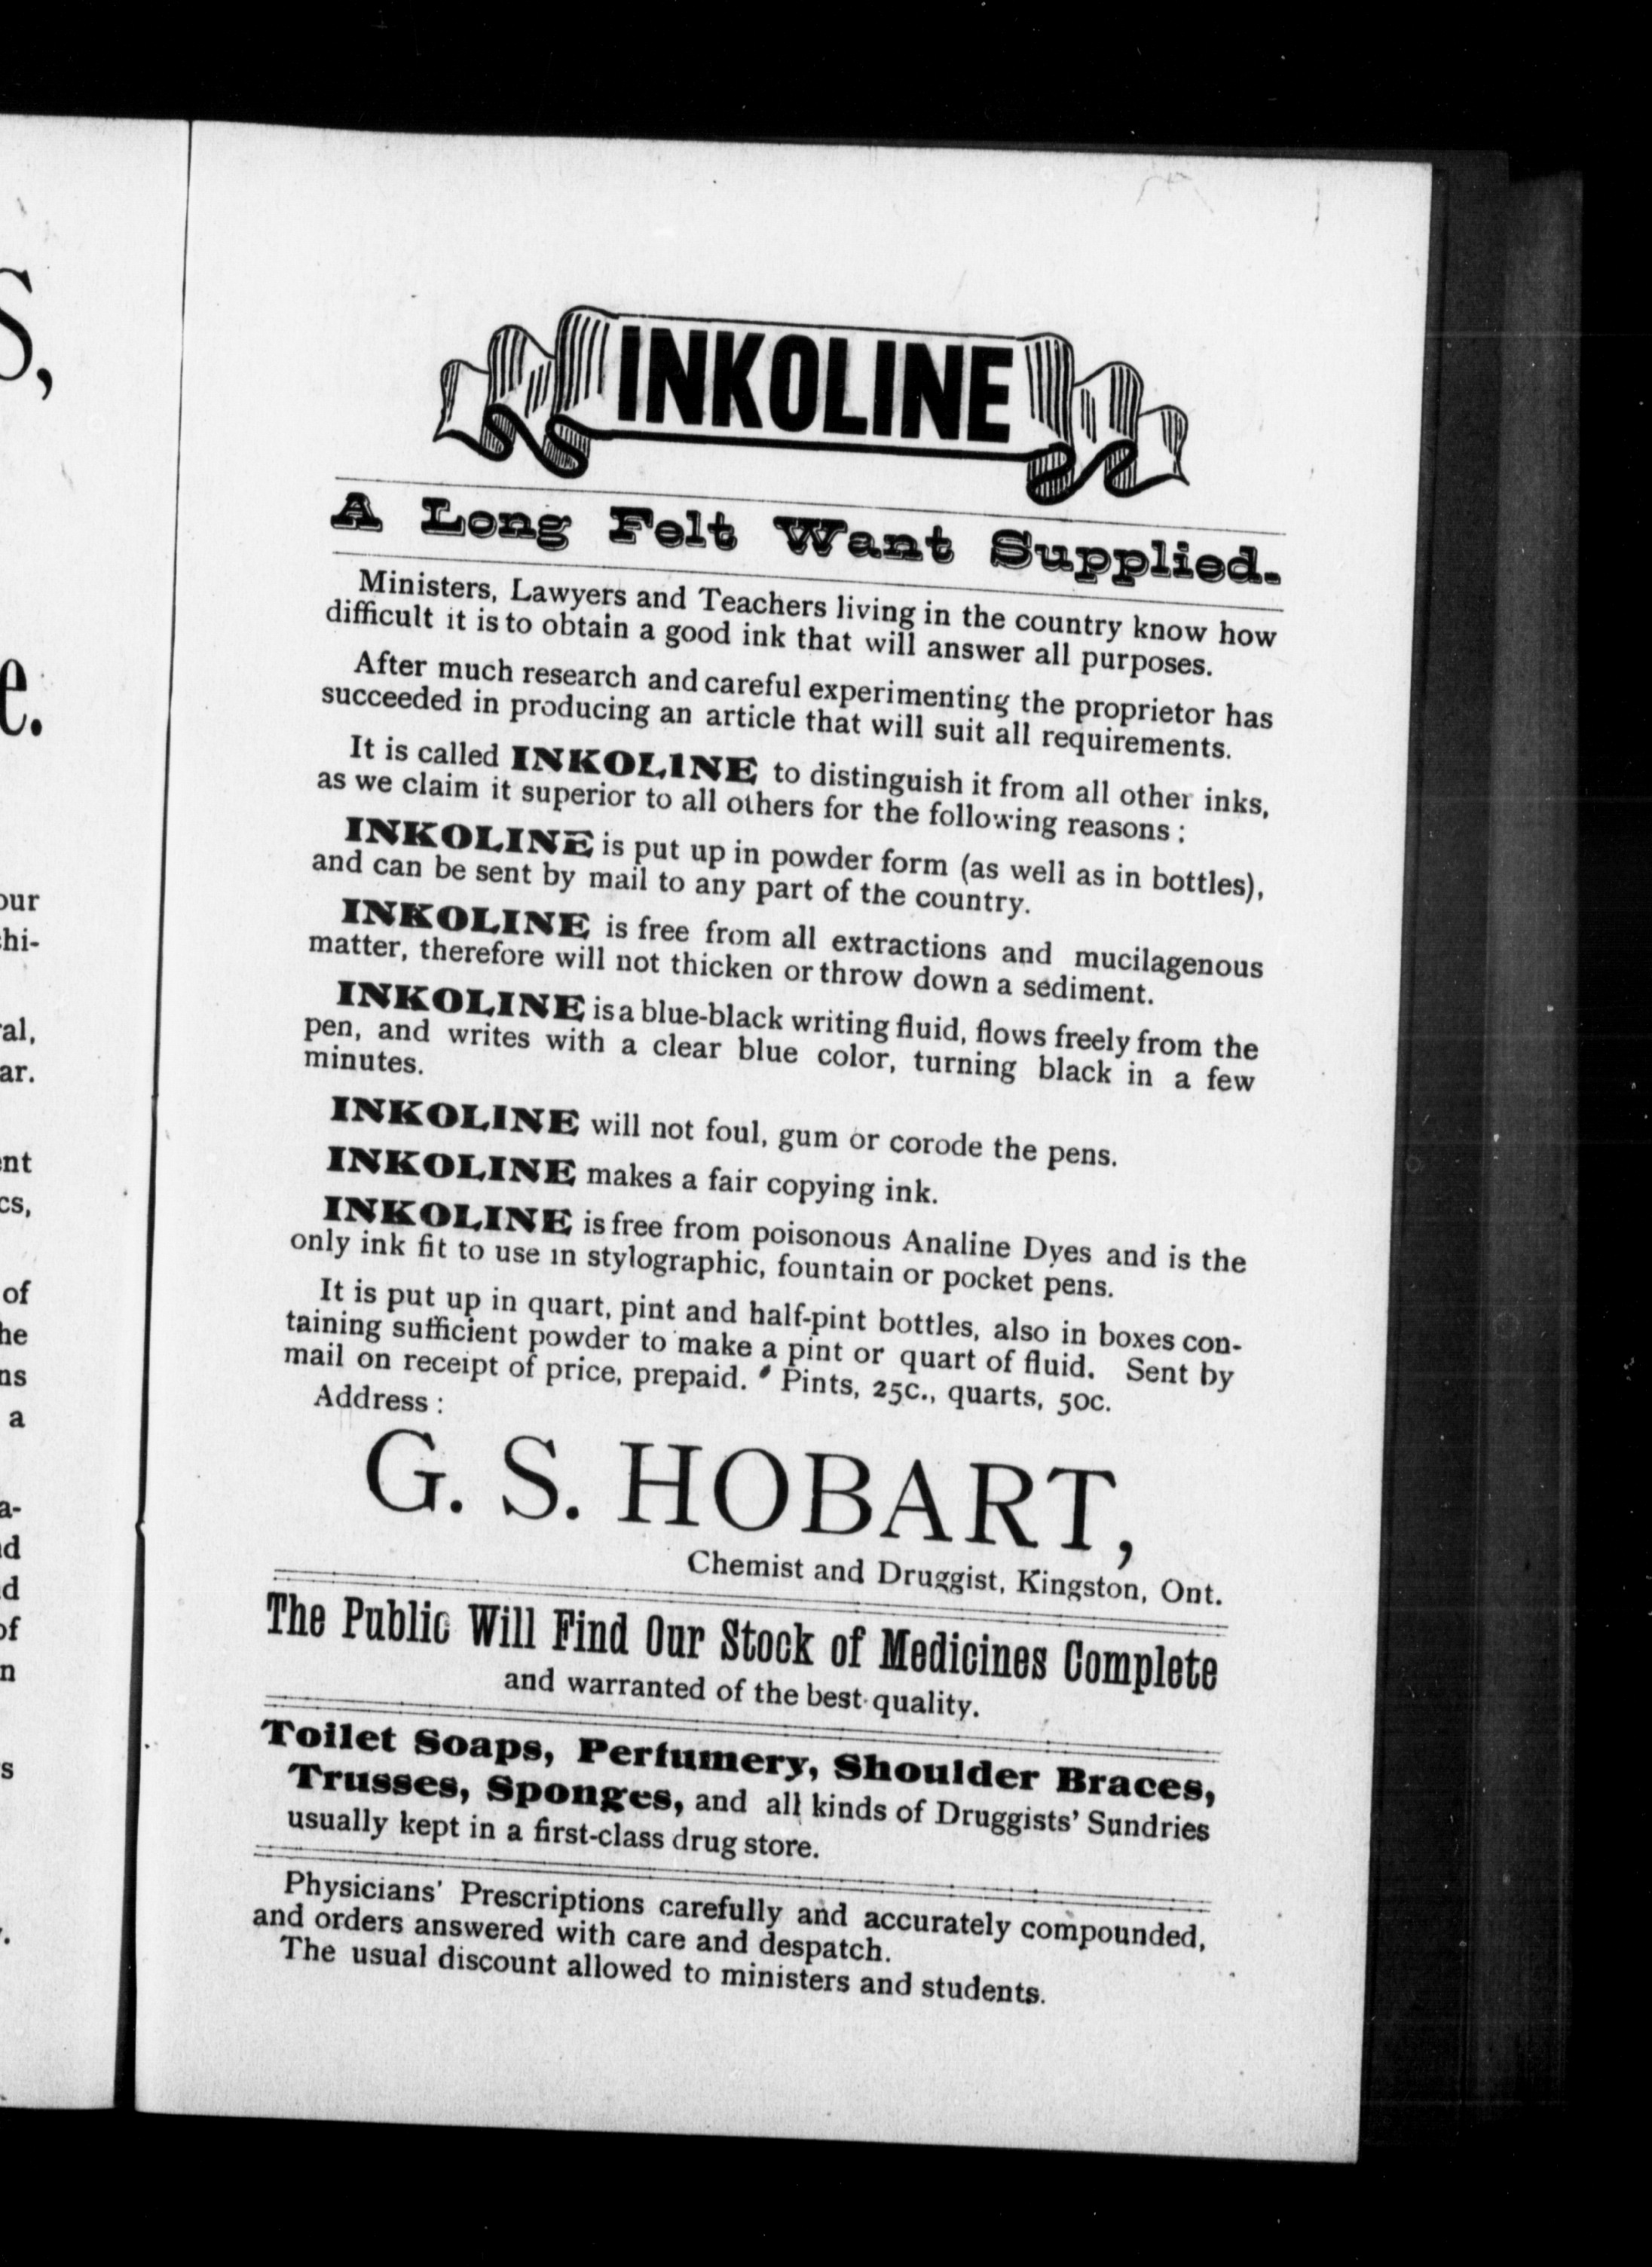 INKOLINE
A Long Felt Want Supplied.
Ministers, Lawyers and Teachers living in the country know how
difficult it is to obtain a good ink that will answer all purposes.
After much research and careful experimenting the proprietor has
succeeded in producing an article that will suit all requirements.
It is called INKOLINE to distinguish it from all other inks,
as we claim it superior to all others for the following reasons :
INKOLINE is put up in powder form (as well as in bottles),
and can be sent by mail to any part of the country.
INKOLINE is free from all extractions and mucilagenous
matter, therefore will not thicken or throw down a sediment.
INKOLINE is a blue-black writing fluid, flows freely from the
pen, and writes with a clear blue color, turning black in a few
minutes.
INKOLINE will not foul, gum or corode the pens.
INKOLINE makes a fair copying ink.
INKOLINE is free from poisonous Analine Dyes and is the
only ink fit to use in stylographic, fountain or pocket pens.
It is put up in quart, pint and half-pint bottles, also in boxes con-
taining sufficient powder to make a pint or quart of fluid. Sent by
mail on receipt of price, prepaid. Pints, 25c., quarts, 50c.
Address :
G. S. HOBART,
Chemist and Druggist, Kingston, Ont.
The Public Will Find Our Stock of Medicines Complete
and warranted of the best quality.
Toilet Soaps, Perfumery, Shoulder Braces,
Trusses, Sponges, and all kinds of Druggists' Sundries
usually kept in a first-class drug store.
Physicians' Prescriptions carefully and accurately compounded,
and orders answered with care and despatch.
The usual discount allowed to ministers and students.